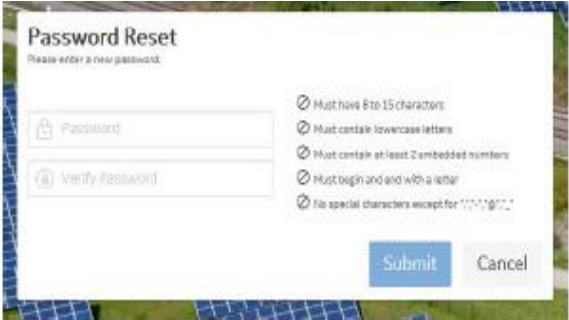 Password Reset
Please enter a new password.
Password
Verify Password
Must have 8 to 15 characters
Must contain lowercase letters
Must contain at least 2 embedded numbers
Must begin and end with a letter
No special characters except for
Submit
Cancel